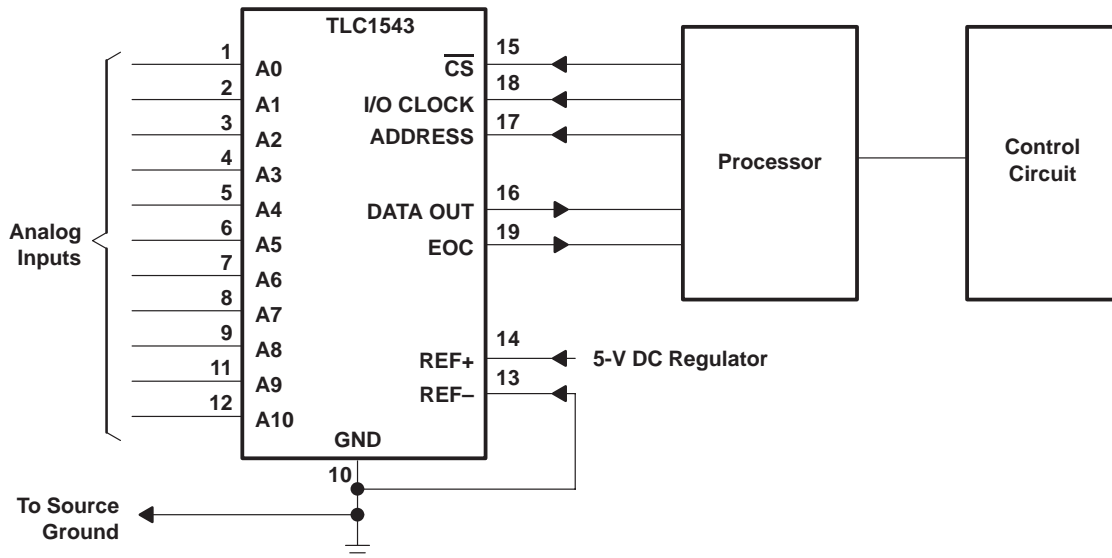 TLC1543
Analog
Inputs
1 A0
2 A1
3 A2
4 A3
5 A4
6 A5
7 A6
8 A7
9 A8
11 A9
12 A10
CS 15
I/O CLOCK 18
ADDRESS 17
DATA OUT 16
EOC 19
REF+ 14 5-V DC Regulator
REF– 13
GND
10
To Source
Ground
Processor
Control
Circuit